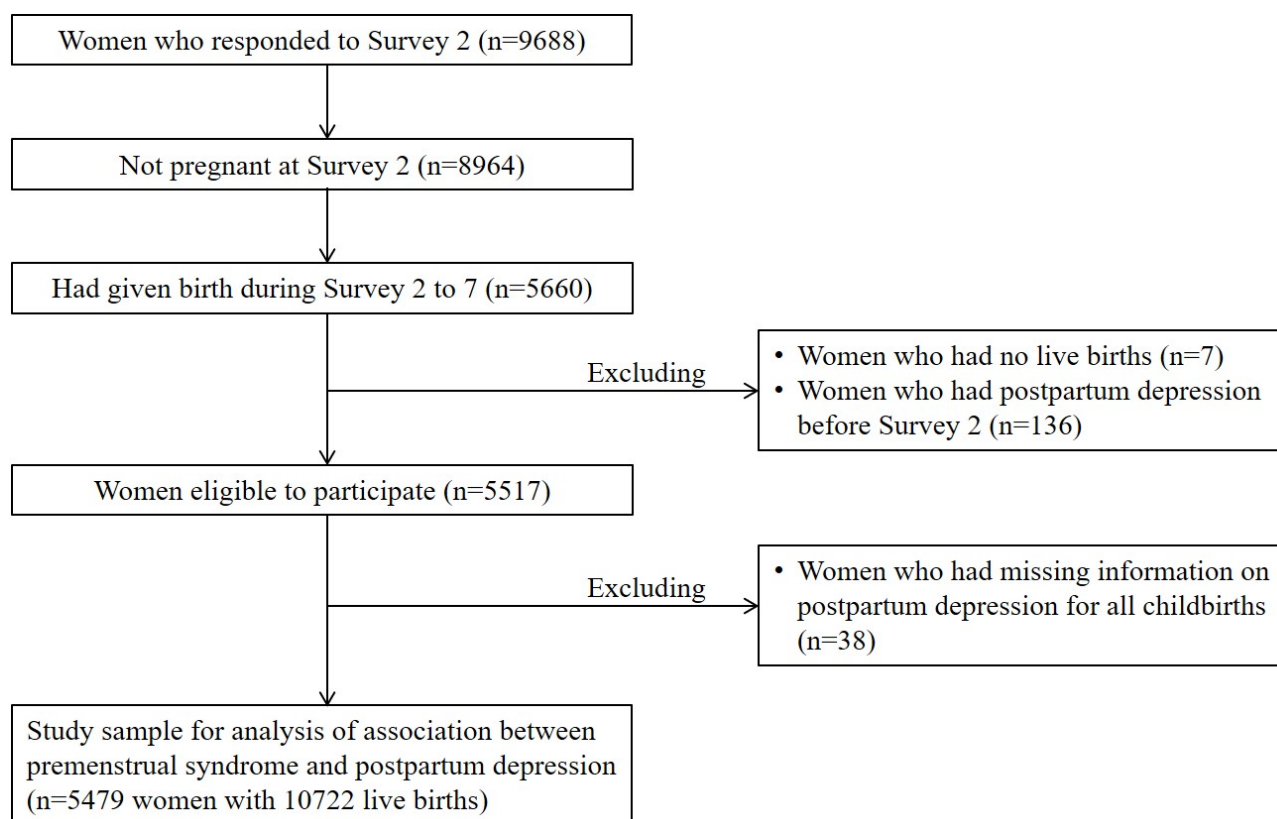 Women who responded to Survey 2 (n=9688)
Not pregnant at Survey 2 (n=8964)
Had given birth during Survey 2 to 7 (n=5660)
Excluding
• Women who had no live births (n=7)
• Women who had postpartum depression
before Survey 2 (n=136)
Women eligible to participate (n=5517)
Excluding
• Women who had missing information on
postpartum depression for all childbirths
(n=38)
Study sample for analysis of association between
premenstrual syndrome and postpartum depression
(n=5479 women with 10722 live births)